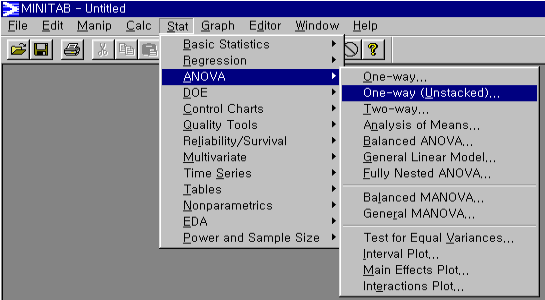 MINITAB - Untitled
File Edit Manip Calc Stat Graph Editor Window Help
Basic Statistics
Regression
ANOVA
DOE
Control Charts
Quality Tools
Reliability/Survival
Multivariate
Time Series
Tables
Nonparametrics
EDA
Power and Sample Size
One-way...
One-way (Unstacked)...
Two-way...
Analysis of Means...
Balanced ANOVA...
General Linear Model...
Fully Nested ANOVA...
Balanced MANOVA...
General MANOVA...
Test for Equal Variances...
Interval Plot...
Main Effects Plot...
Interactions Plot...